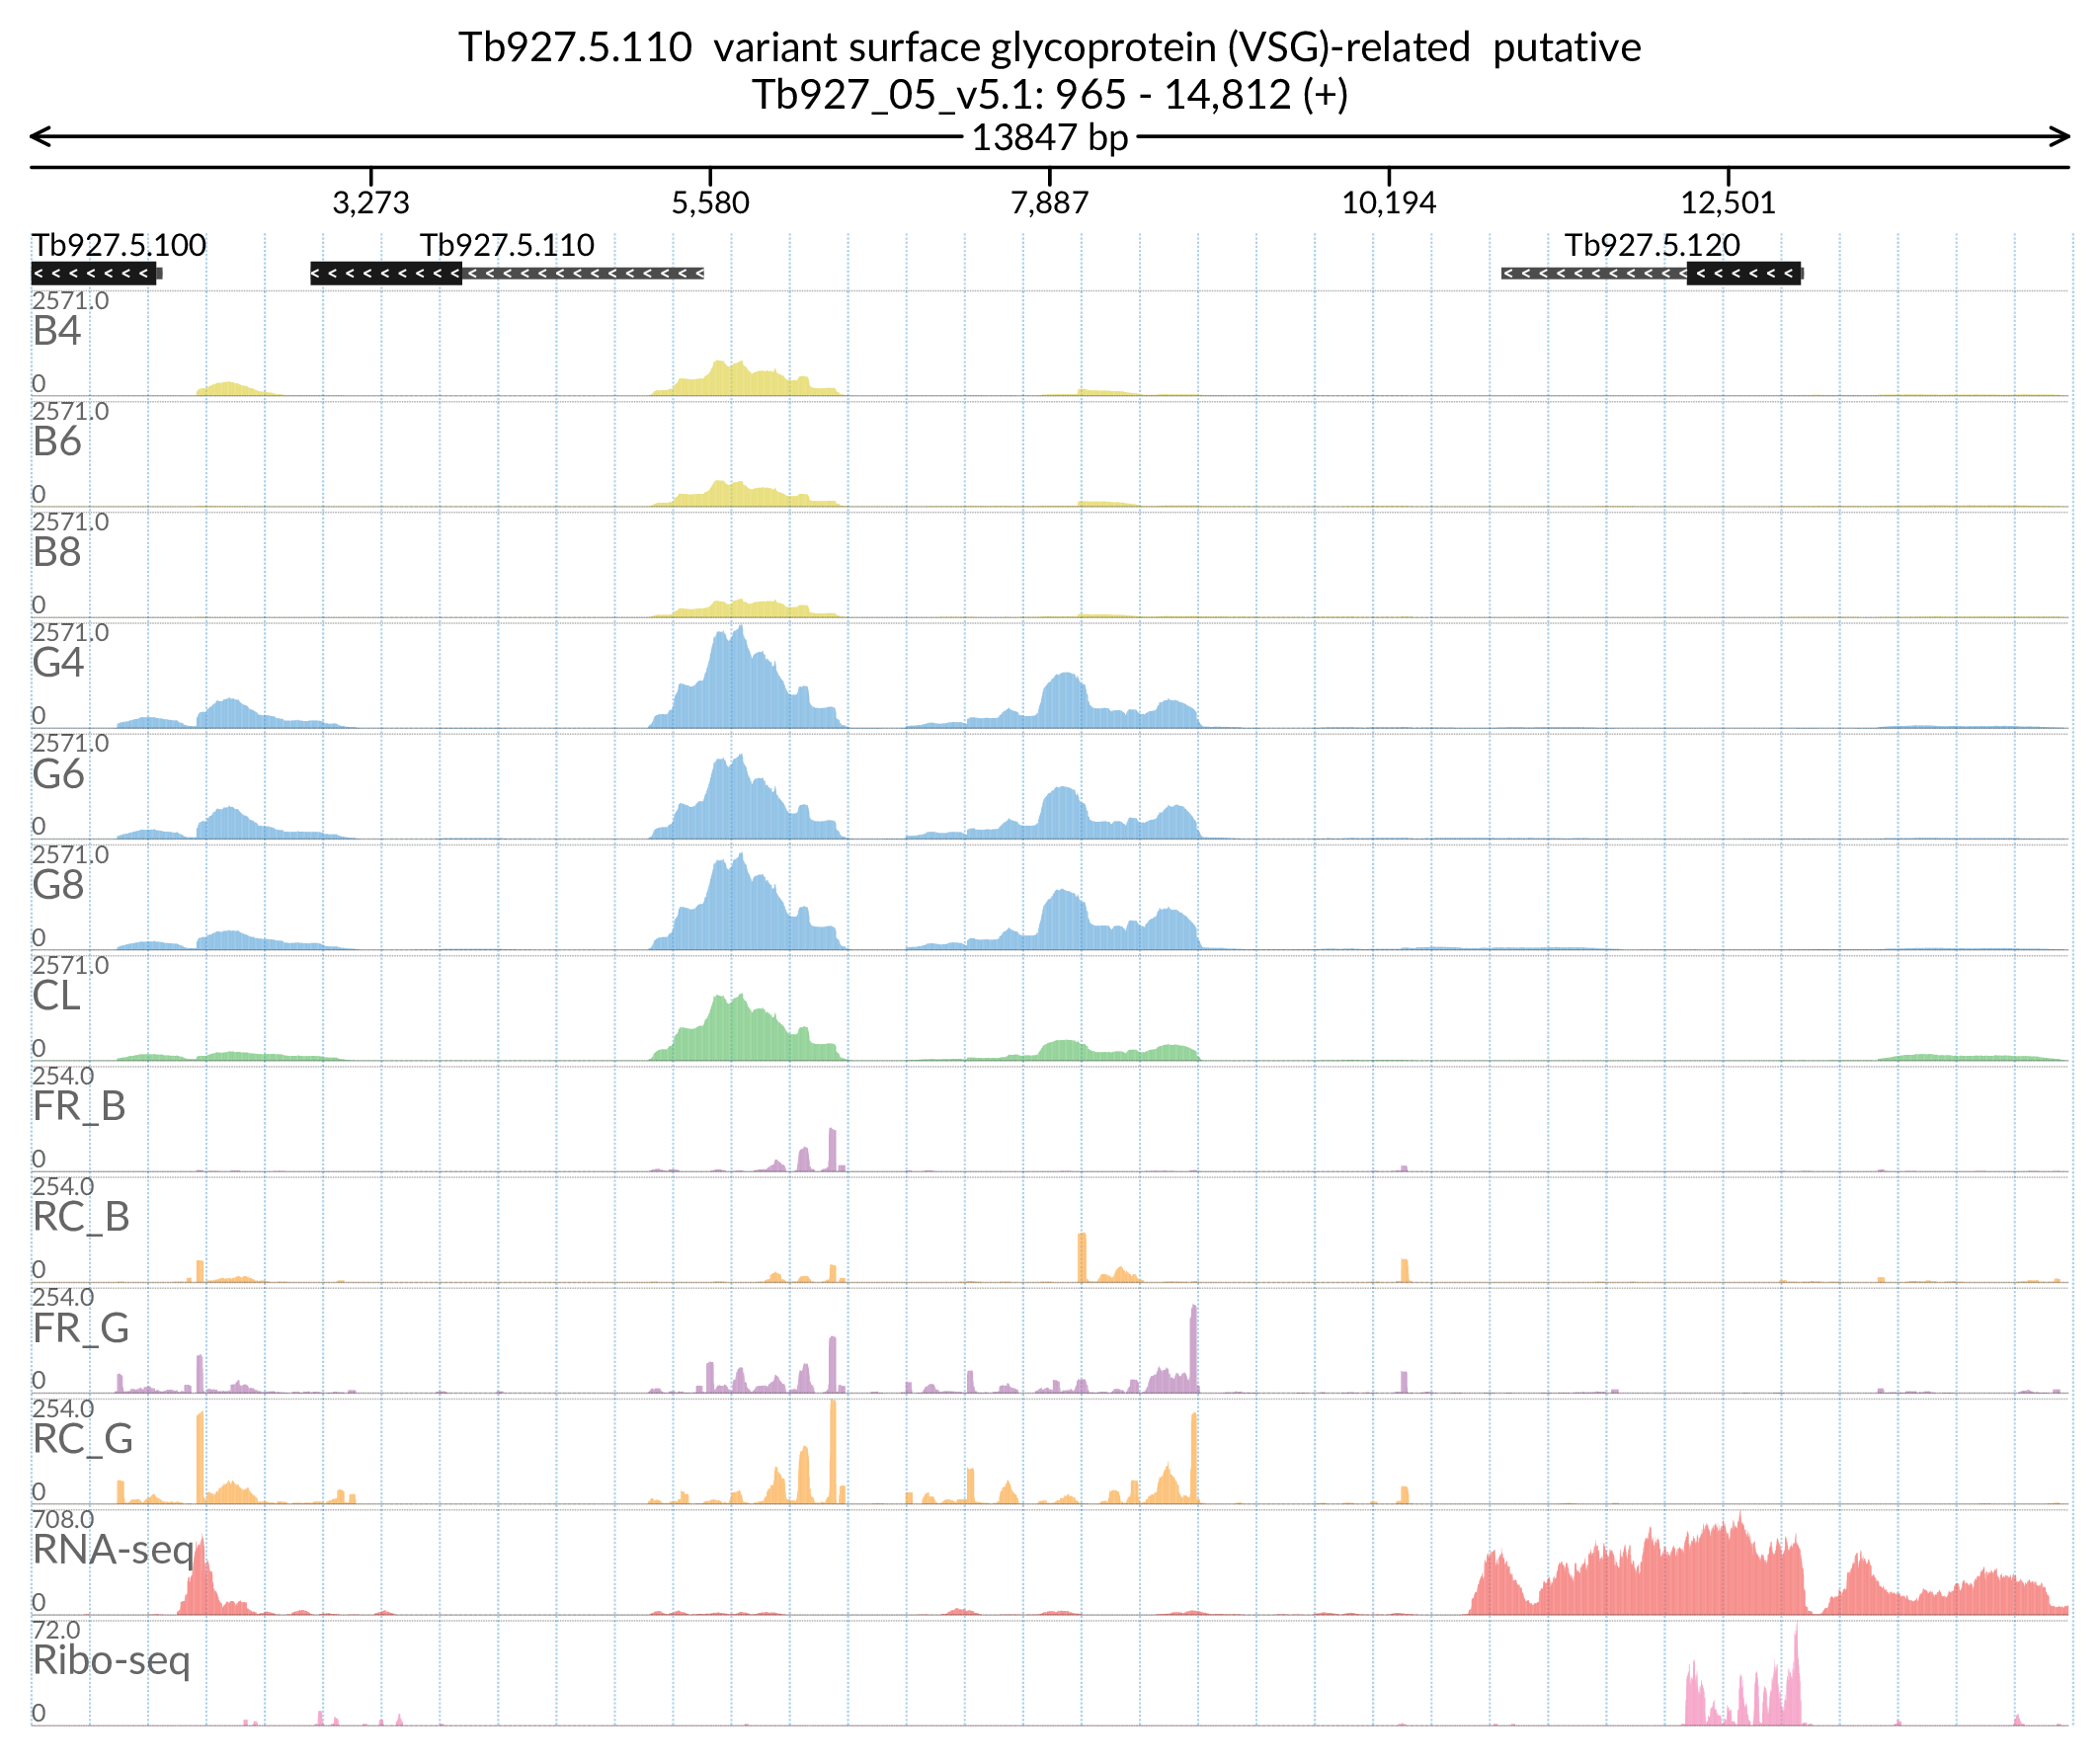 Tb927.5.110  variant surface glycoprotein (VSG)-related  putative
Tb927_05_v5.1: 965 - 14,812 (+)
13847 bp
3,273 5,580 7,887 10,194 12,501
Tb927.5.100 Tb927.5.110 Tb927.5.120
2571.0
B4
0
2571.0
B6
0
2571.0
B8
0
2571.0
G4
0
2571.0
G6
0
2571.0
G8
0
2571.0
CL
0
254.0
FR_B
0
254.0
RC_B
0
254.0
FR_G
0
254.0
RC_G
0
708.0
RNA-seq
0
72.0
Ribo-seq
0